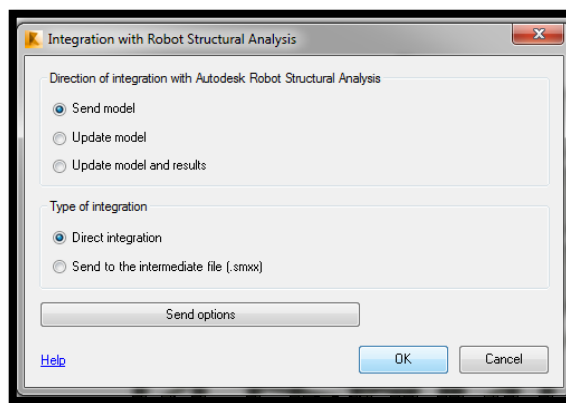 Integration with Robot Structural Analysis
Direction of integration with Autodesk Robot Structural Analysis
Send model
Update model
Update model and results
Type of integration
Direct integration
Send to the intermediate file (.smxx)
Send options
Help
OK
Cancel